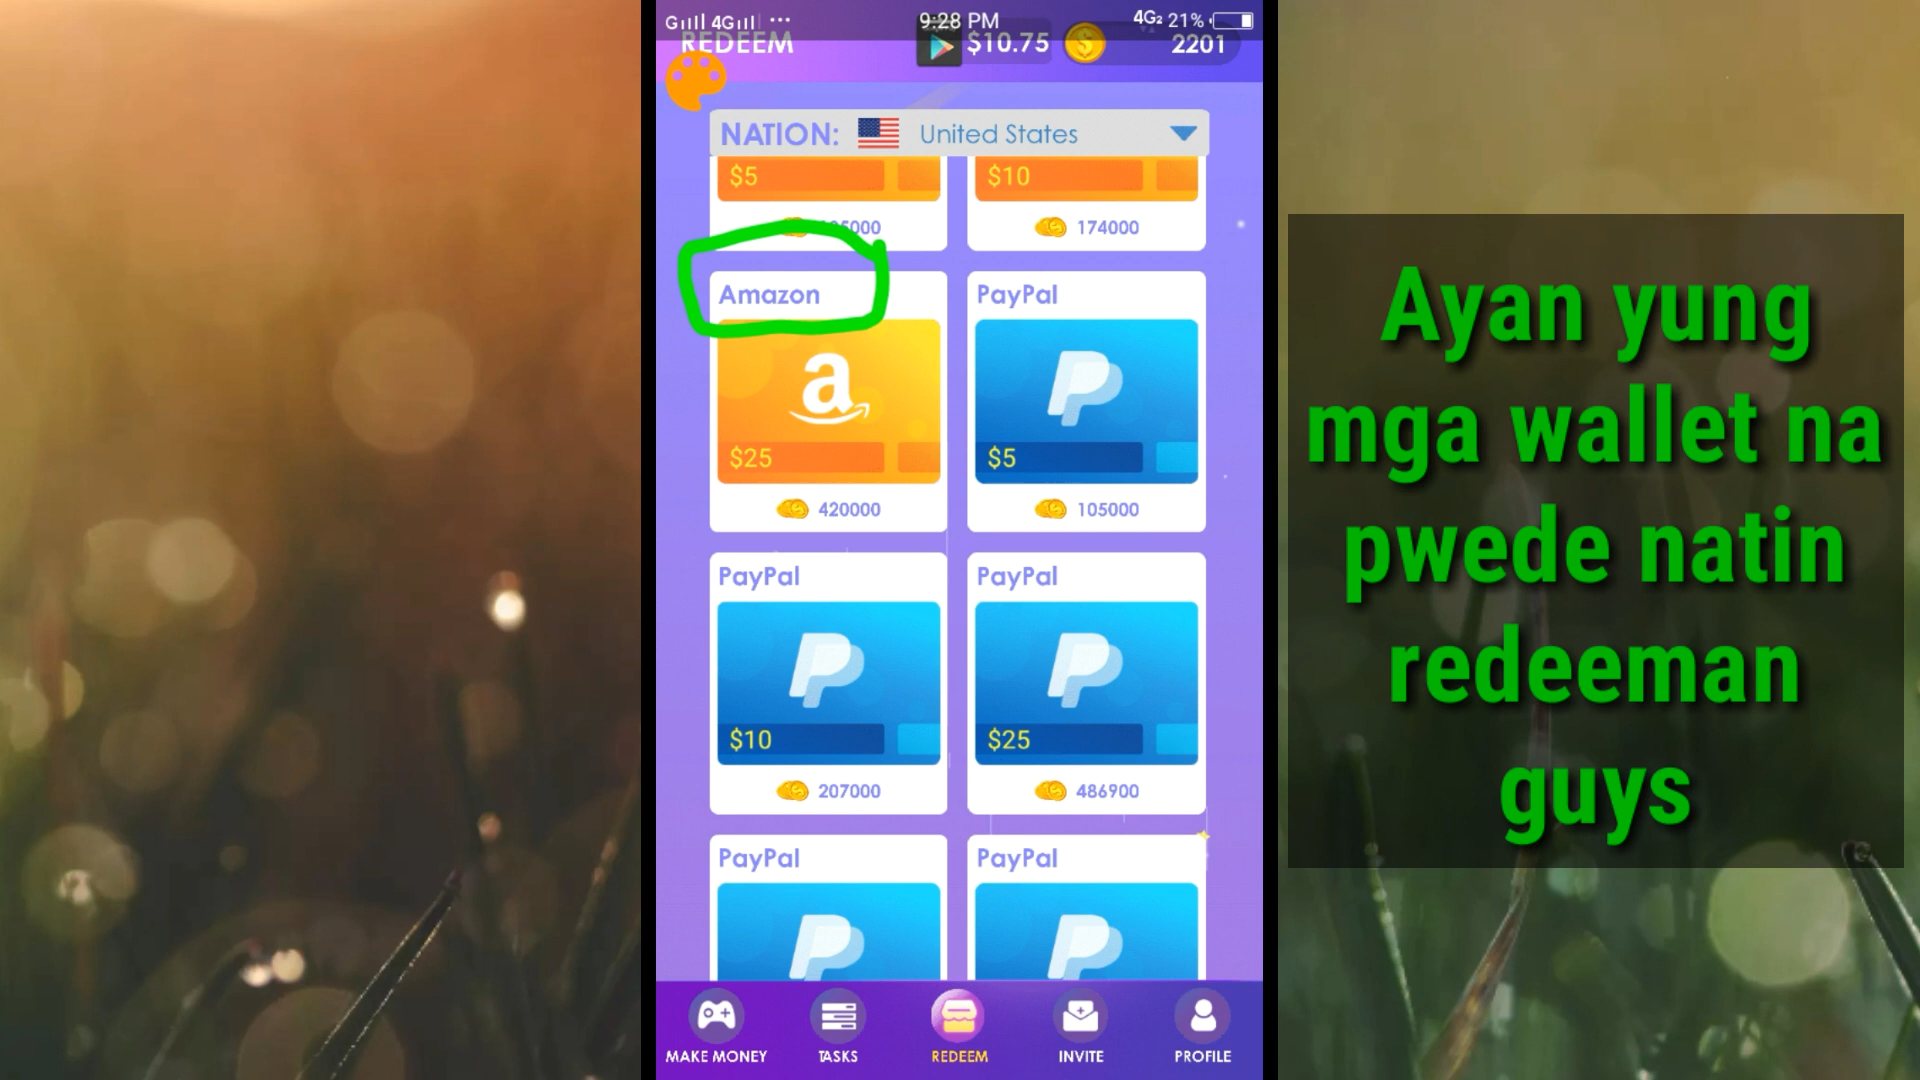 4G 9:28 PM 4G2 21%
REDEEM $10.75 2201
NATION: United States
$5 $10
174000
Amazon PayPal
a
$25 $5
420000 105000
PayPal PayPal
$10 $25
207000 486900
PayPal PayPal
MAKE MONEY TASKS REDEEM INVITE PROFILE
Ayan yung
mga wallet na
pwede natin
redeeman
guys